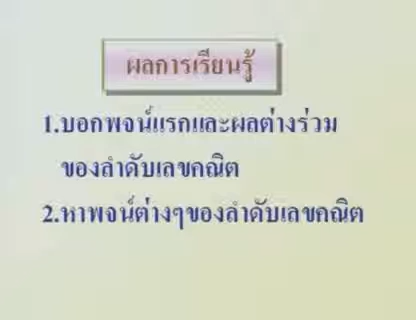 ผลการเรียนรู้
1.บอกพจน์แรกและผลต่างร่วม
ของลำดับเลขคณิต
2.หาพจน์ต่างๆของลำดับเลขคณิต